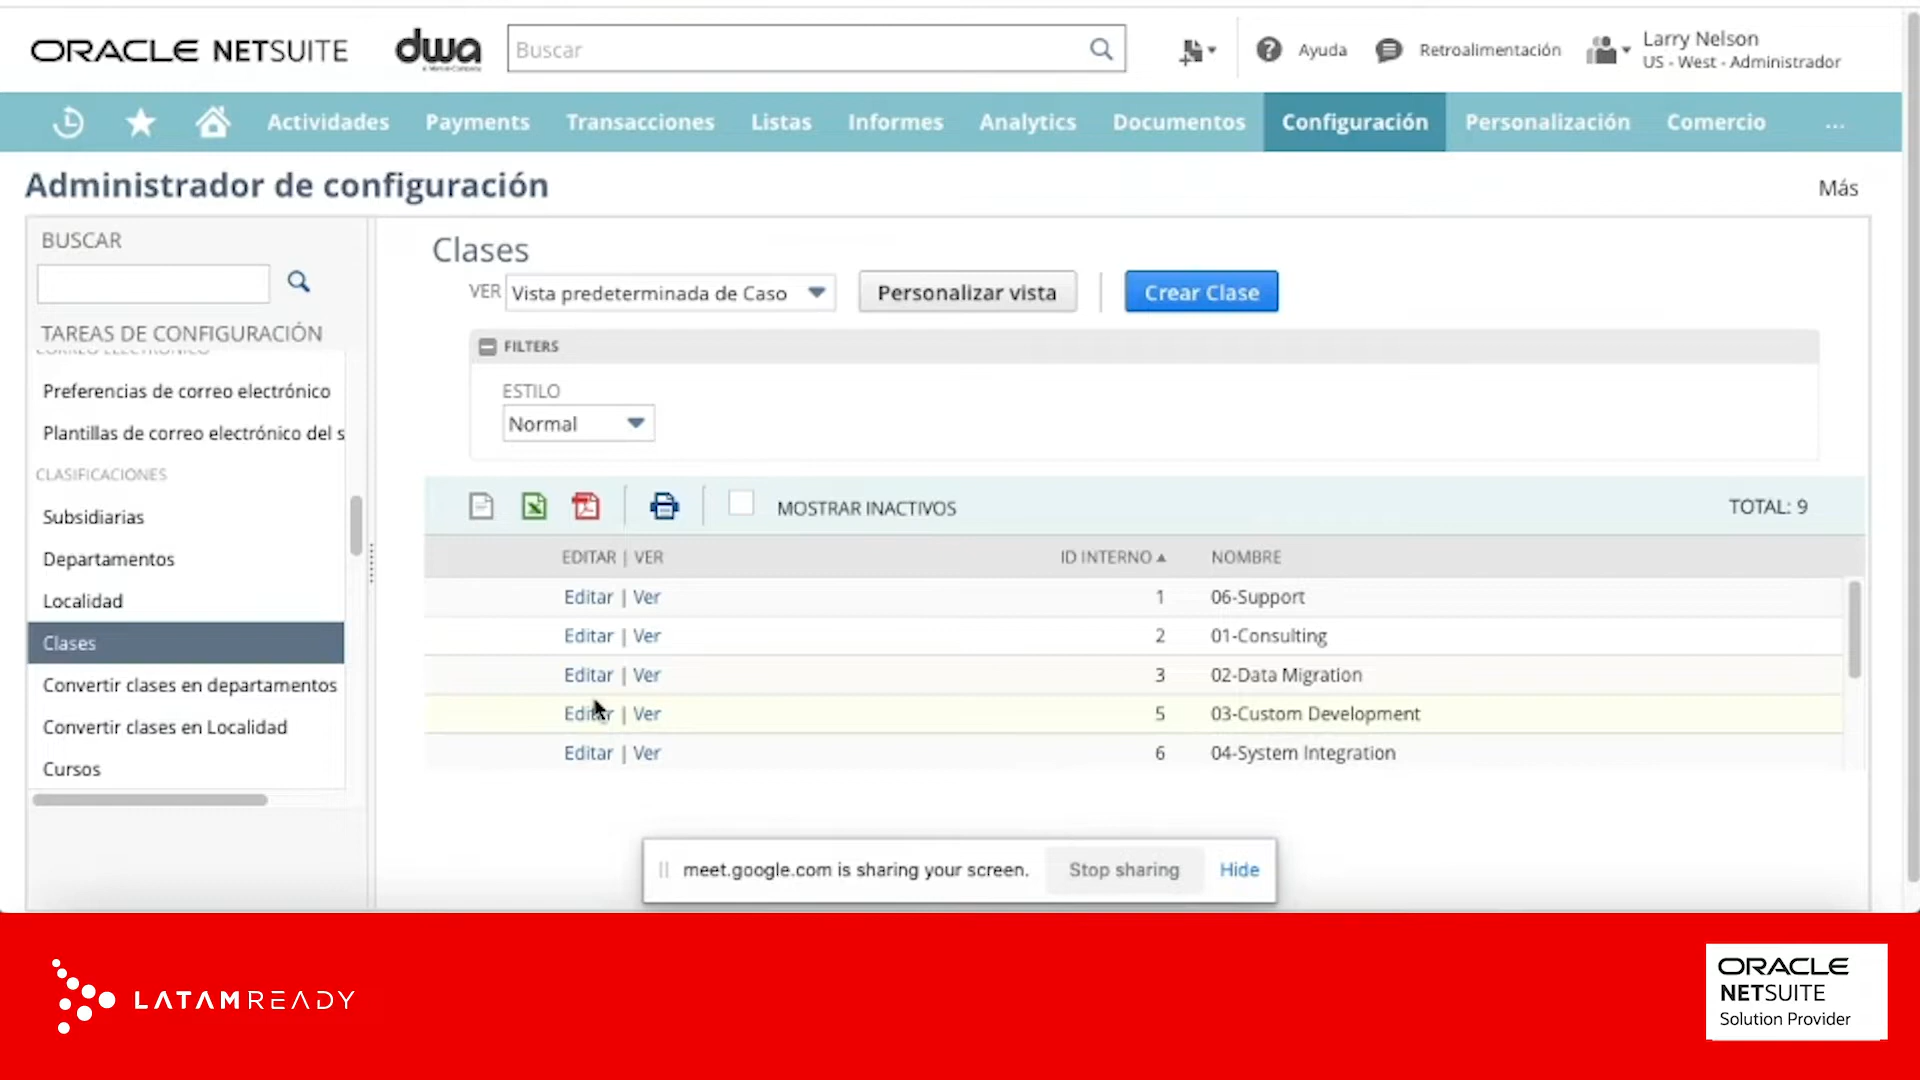 ORACLE NETSUITE
dwa
Buscar
Ayuda
Retroalimentación
Larry Nelson
US - West - Administrador
Actividades
Payments
Transacciones
Listas
Informes
Analytics
Documentos
Configuración
Personalización
Comercio
...
Administrador de configuración
Más
BUSCAR
TAREAS DE CONFIGURACIÓN
CORREO ELECTRÓNICO
Preferencias de correo electrónico
Plantillas de correo electrónico del s
CLASIFICACIONES
Subsidiarias
Departamentos
Localidad
Clases
Convertir clases en departamentos
Convertir clases en Localidad
Cursos
Clases
VER Vista predeterminada de Caso
Personalizar vista
Crear Clase
FILTERS
ESTILO
Normal
MOSTRAR INACTIVOS
TOTAL: 9
EDITAR | VER ID INTERNO NOMBRE
Editar | Ver 1 06-Support
Editar | Ver 2 01-Consulting
Editar | Ver 3 02-Data Migration
Editar | Ver 5 03-Custom Development
Editar | Ver 6 04-System Integration
meet.google.com is sharing your screen.
Stop sharing
Hide
LATAMREADY
ORACLE
NETSUITE
Solution Provider